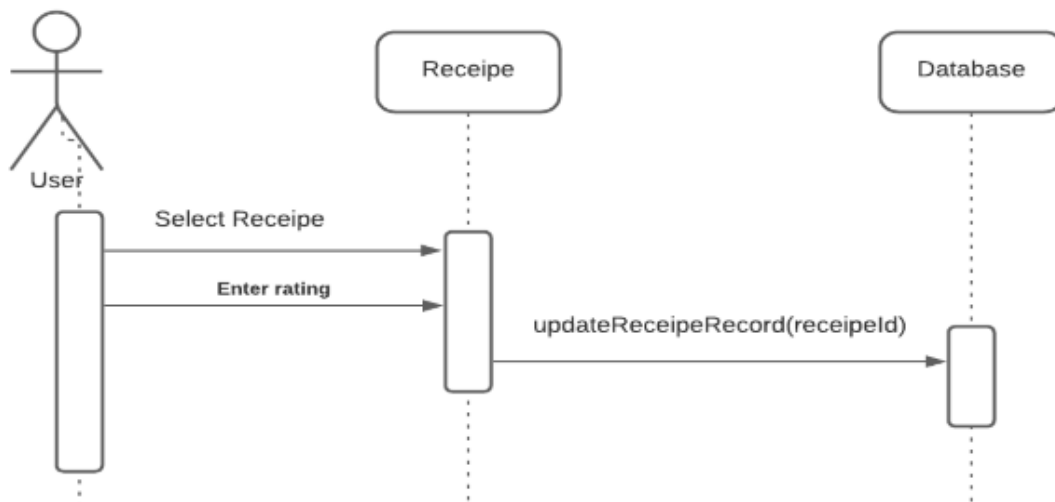 Receipe
Database
User
Select Receipe
Enter rating
updateReceipeRecord(receipeId)